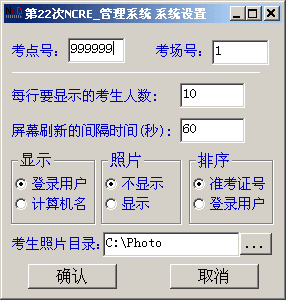 第22次NCRE_管理系统 系统设置
考点号： 999999 考场号： 1
每行要显示的考生人数： 10
屏幕刷新的间隔时间(秒)： 60
显示 照片 排序
登录用户 不显示 准考证号
计算机名 显示 登录用户
考生照片目录： C:\Photo ...
确认 取消